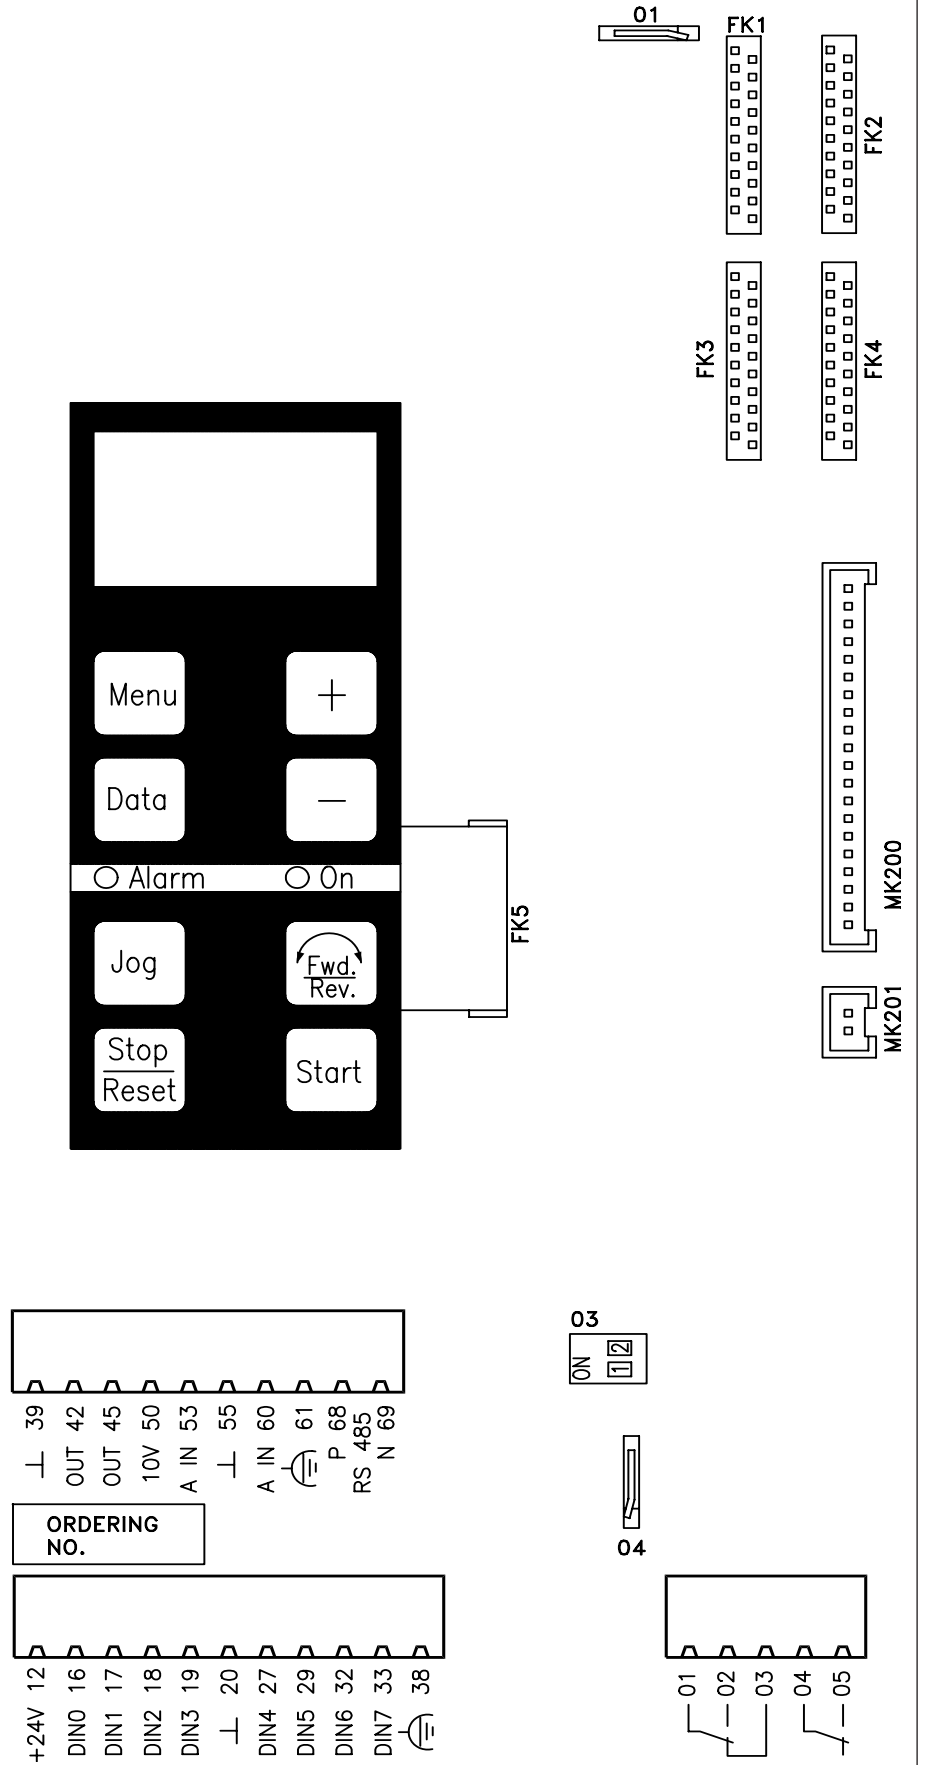 01
FK1
FK2
FK3
FK4
Menu
+
Data
−
Alarm
On
Jog
Fwd.
Rev.
Stop
Reset
Start
FK5
MK200
MK201
03
ON
1 2
⊥ 39
OUT 42
OUT 45
10V 50
A IN 53
⊥ 55
A IN 60
61
P 68
RS 485
N 69
04
ORDERING
NO.
+24V 12
DIN0 16
DIN1 17
DIN2 18
DIN3 19
⊥ 20
DIN4 27
DIN5 29
DIN6 32
DIN7 33
38
01
02
03
04
05